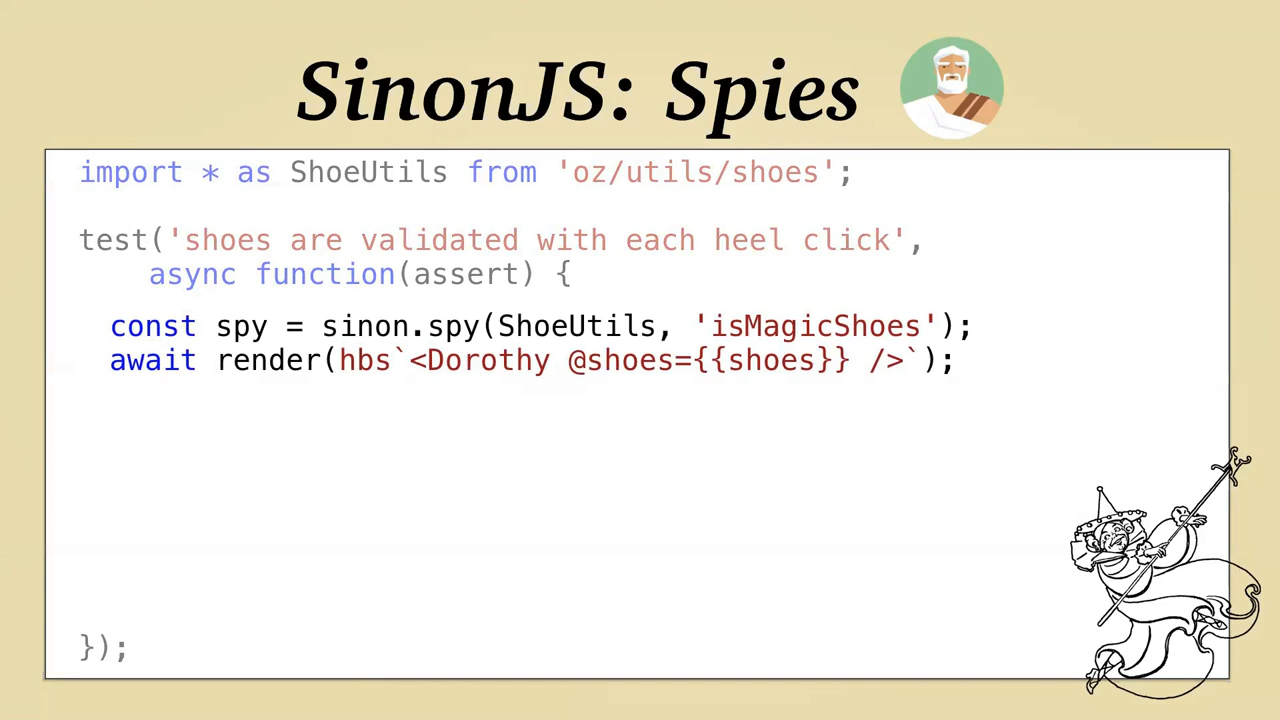 SinonJS: Spies
import * as ShoeUtils from 'oz/utils/shoes';
test('shoes are validated with each heel click',
async function(assert) {
const spy = sinon.spy(ShoeUtils, 'isMagicShoes');
await render(hbs`<Dorothy @shoes={{shoes}} />`);
});